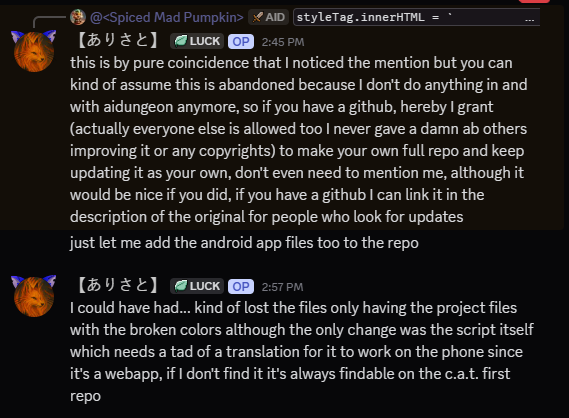 @<Spiced Mad Pumpkin> AID styleTag.innerHTML = ` ...
【ありさと】 LUCK OP 2:45 PM
this is by pure coincidence that I noticed the mention but you can
kind of assume this is abandoned because I don't do anything in and
with aidungeon anymore, so if you have a github, hereby I grant
(actually everyone else is allowed too I never gave a damn ab others
improving it or any copyrights) to make your own full repo and keep
updating it as your own, don't even need to mention me, although it
would be nice if you did, if you have a github I can link it in the
description of the original for people who look for updates
just let me add the android app files too to the repo
【ありさと】 LUCK OP 2:57 PM
I could have had... kind of lost the files only having the project files
with the broken colors although the only change was the script itself
which needs a tad of a translation for it to work on the phone since
it's a webapp, if I don't find it it's always findable on the c.a.t. first
repo